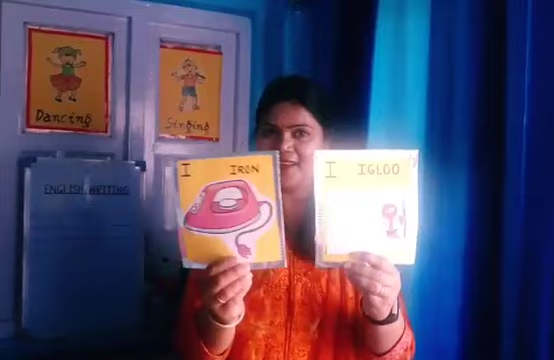 Dancing
Singing
ENGLISH WRITING
I IRON
I IGLOO